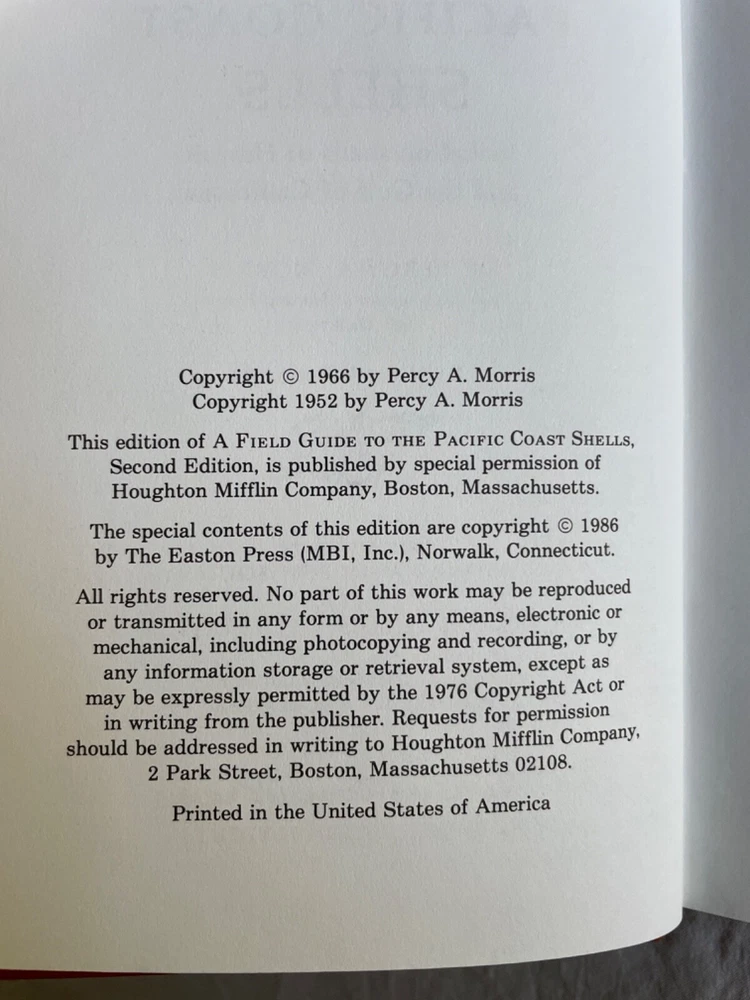 Copyright © 1966 by Percy A. Morris
Copyright 1952 by Percy A. Morris
This edition of A FIELD GUIDE TO THE PACIFIC COAST SHELLS,
Second Edition, is published by special permission of
Houghton Mifflin Company, Boston, Massachusetts.
The special contents of this edition are copyright © 1986
by The Easton Press (MBI, Inc.), Norwalk, Connecticut.
All rights reserved. No part of this work may be reproduced
or transmitted in any form or by any means, electronic or
mechanical, including photocopying and recording, or by
any information storage or retrieval system, except as
may be expressly permitted by the 1976 Copyright Act or
in writing from the publisher. Requests for permission
should be addressed in writing to Houghton Mifflin Company,
2 Park Street, Boston, Massachusetts 02108.
Printed in the United States of America